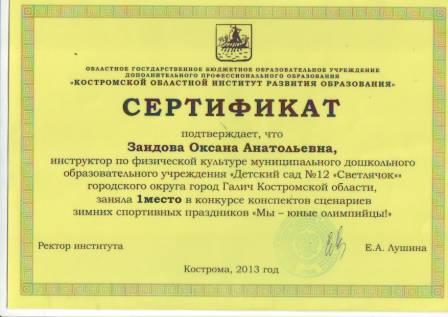 ОБЛАСТНОЕ ГОСУДАРСТВЕННОЕ БЮДЖЕТНОЕ ОБРАЗОВАТЕЛЬНОЕ УЧРЕЖДЕНИЕ
ДОПОЛНИТЕЛЬНОГО ПРОФЕССИОНАЛЬНОГО ОБРАЗОВАНИЯ
«КОСТРОМСКОЙ ОБЛАСТНОЙ ИНСТИТУТ РАЗВИТИЯ ОБРАЗОВАНИЯ»
СЕРТИФИКАТ
подтверждает, что
Заидова Оксана Анатольевна,
инструктор по физической культуре муниципального дошкольного
образовательного учреждения «Детский сад №12 «Светлячок»»
городского округа город Галич Костромской области,
заняла 1место в конкурсе конспектов сценариев
зимних спортивных праздников «Мы – юные олимпийцы!»
Ректор института Е.А. Лушина
Кострома, 2013 год